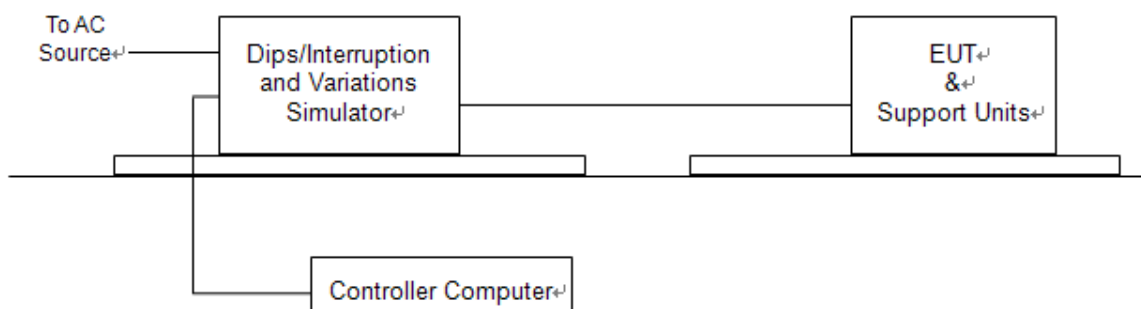 To AC
Source↵
Dips/Interruption
and Variations
Simulator↵
EUT↵
&↵
Support Units↵
Controller Computer↵